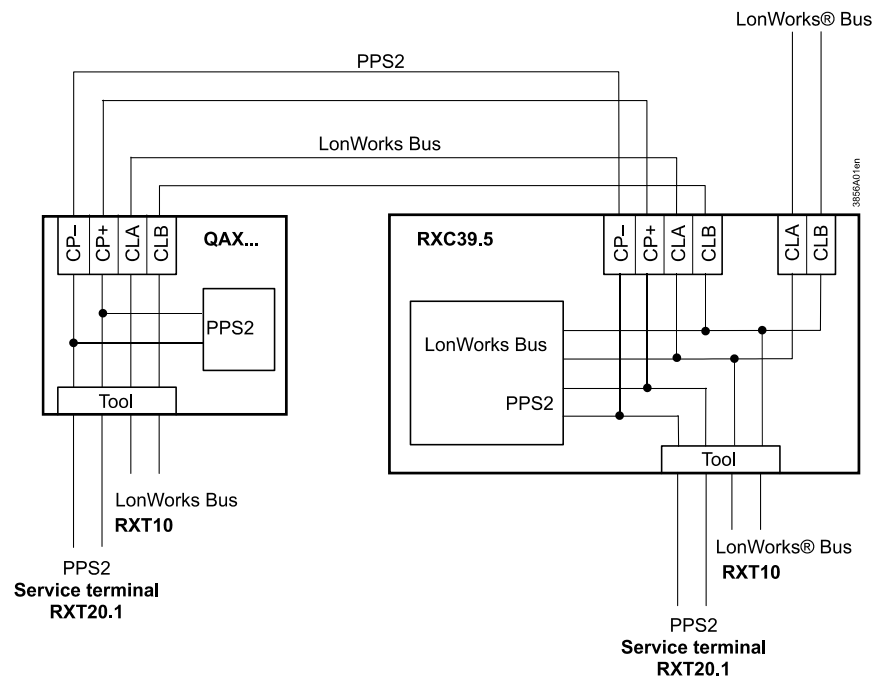 LonWorks® Bus
PPS2
LonWorks Bus
3856A01en
CP–
CP+
CLA
CLB
QAX...
RXC39.5
CP–
CP+
CLA
CLB
CLA
CLB
PPS2
LonWorks Bus
PPS2
Tool
Tool
LonWorks Bus
RXT10
LonWorks® Bus
RXT10
PPS2
Service terminal
RXT20.1
PPS2
Service terminal
RXT20.1